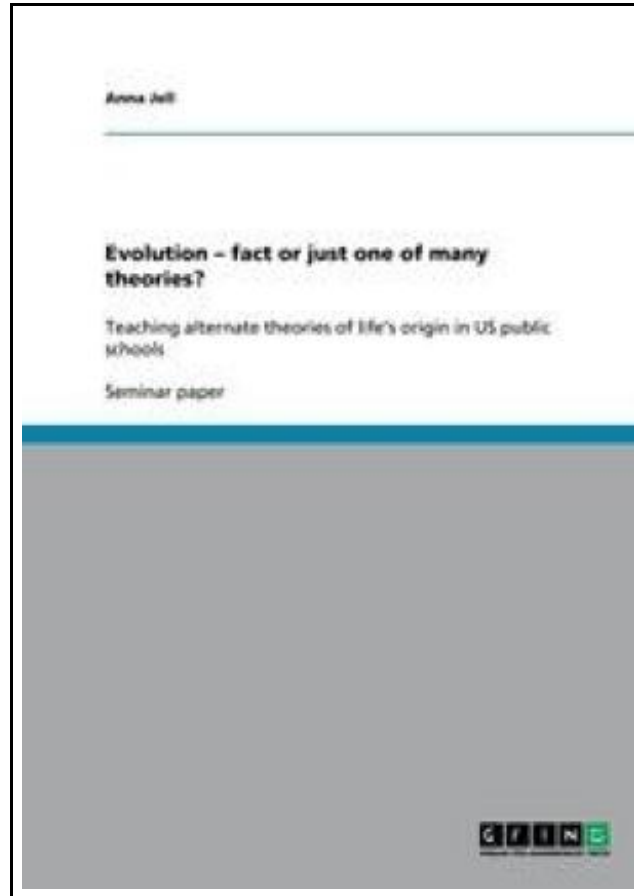 Anna Jell
Evolution – fact or just one of many
theories?
Teaching alternate theories of life's origin in US public
schools
Seminar paper
GRIN